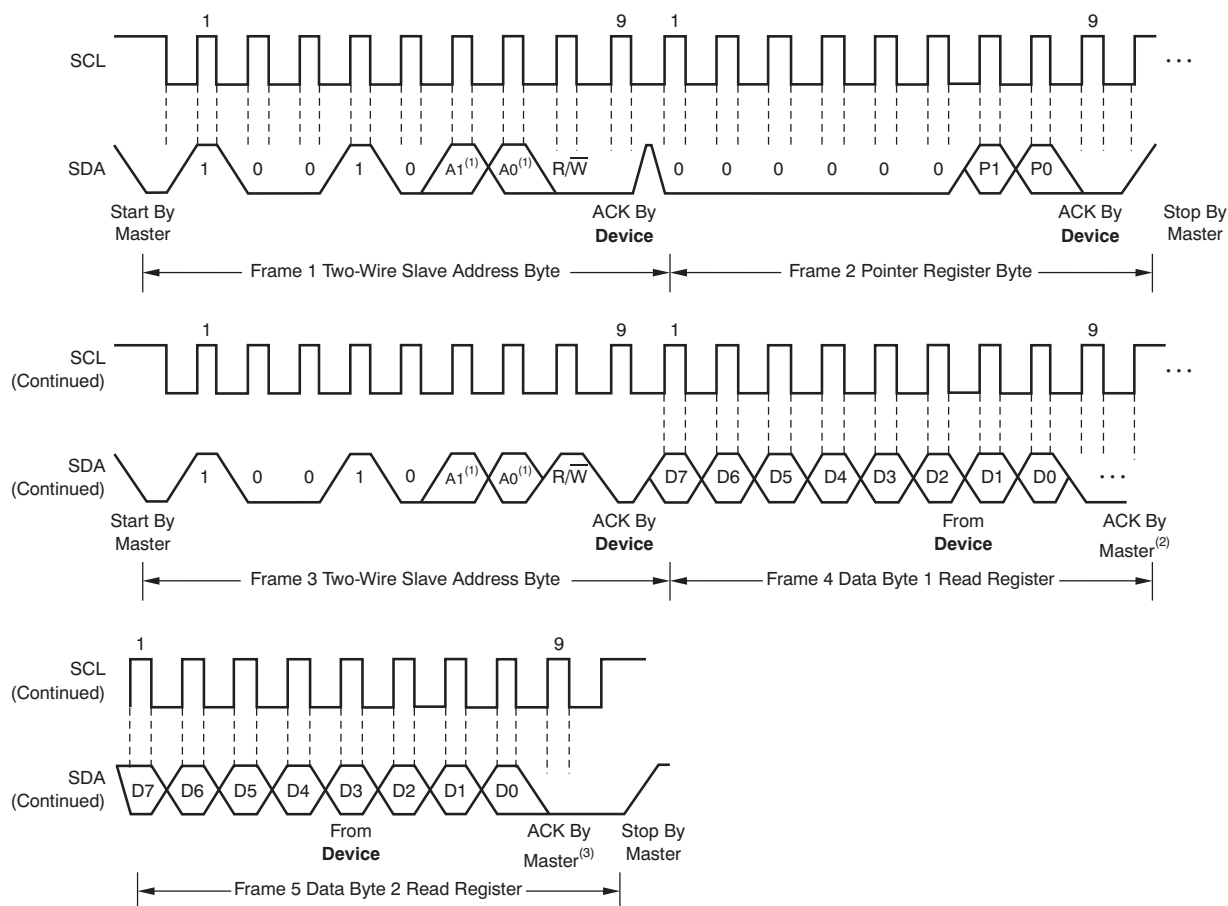 1 9 1 9
SCL
...
SDA 1 0 0 1 0 A1(1) A0(1) R/W̅ 0 0 0 0 0 0 P1 P0
Start By Master
ACK By Device
ACK By Device
Stop By Master
Frame 1 Two-Wire Slave Address Byte
Frame 2 Pointer Register Byte
1 9 1 9
SCL (Continued)
...
SDA (Continued) 1 0 0 1 0 A1(1) A0(1) R/W̅ D7 D6 D5 D4 D3 D2 D1 D0 ...
Start By Master
ACK By Device
From Device
ACK By Master(2)
Frame 3 Two-Wire Slave Address Byte
Frame 4 Data Byte 1 Read Register
1 9
SCL (Continued)
SDA (Continued) D7 D6 D5 D4 D3 D2 D1 D0
From Device
ACK By Master(3)
Stop By Master
Frame 5 Data Byte 2 Read Register